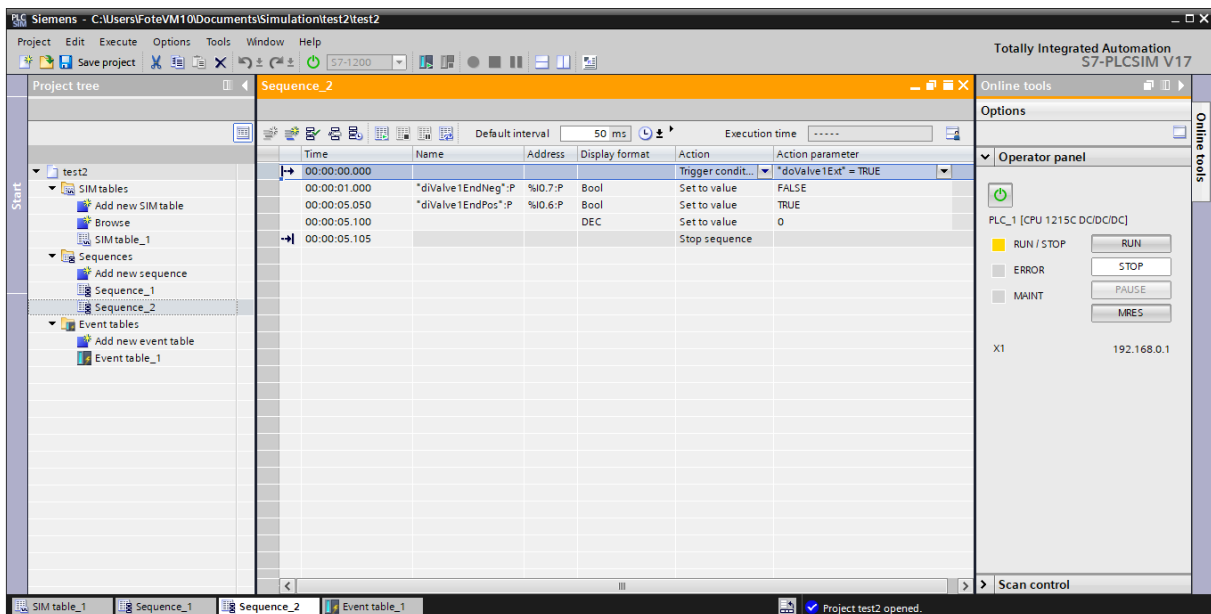 Siemens - C:\Users\FoteVM10\Documents\Simulation\test2\test2
Project Edit Execute Options Tools Window Help
Totally Integrated Automation
S7-PLCSIM V17
Save project S7-1200
Project tree
Sequence_2
Online tools
Options
Default interval 50 ms Execution time -----
Time Name Address Display format Action Action parameter
00:00:00.000 Trigger condit... "doValve1Ext" = TRUE
00:00:01.000 "diValve1EndNeg":P %I0.7:P Bool Set to value FALSE
00:00:05.050 "diValve1EndPos":P %I0.6:P Bool Set to value TRUE
00:00:05.100 DEC Set to value 0
00:00:05.105 Stop sequence
Start
test2
SIM tables
Add new SIM table
Browse
SIM table_1
Sequences
Add new sequence
Sequence_1
Sequence_2
Event tables
Add new event table
Event table_1
Operator panel
PLC_1 [CPU 1215C DC/DC/DC]
RUN / STOP RUN
ERROR STOP
MAINT PAUSE
MRES
X1 192.168.0.1
Scan control
Online tools
SIM table_1 Sequence_1 Sequence_2 Event table_1 Project test2 opened.